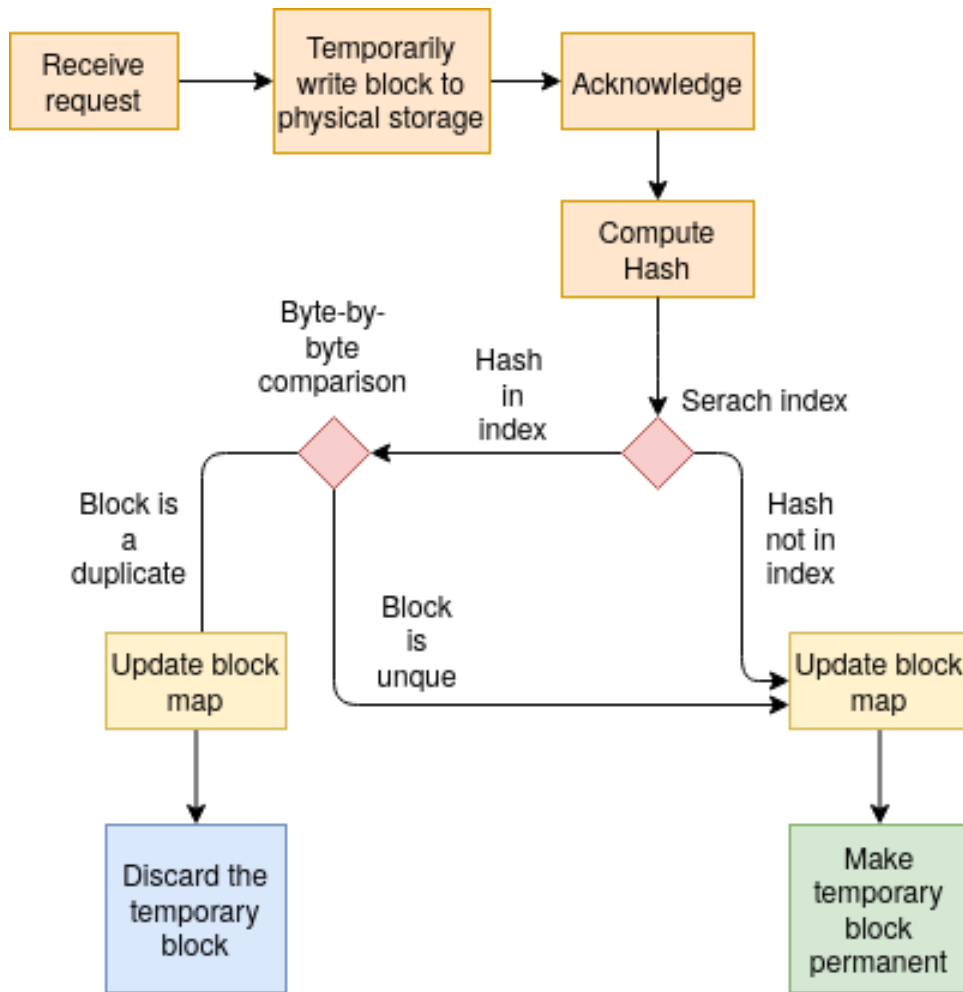 Receive
request
Temporarily
write block to
physical storage
Acknowledge
Compute
Hash
Byte-by-
byte
comparison
Hash
in
index
Serach index
Block is
a
duplicate
Hash
not in
index
Block
is
unque
Update block
map
Update block
map
Discard the
temporary
block
Make
temporary
block
permanent